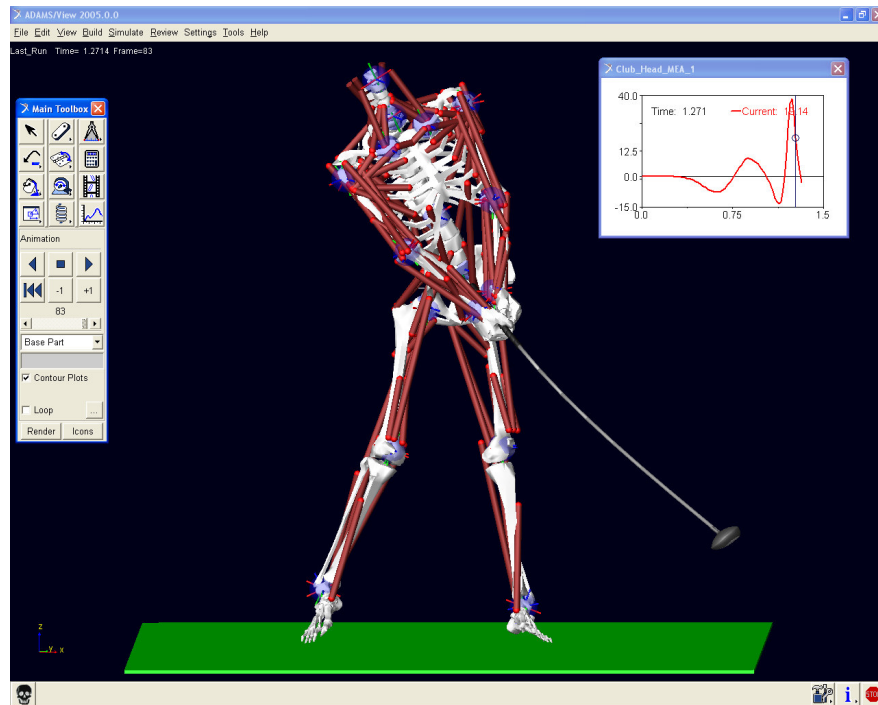 ADAMS/View 2005.0.0
File Edit View Build Simulate Review Settings Tools Help
Last_Run Time= 1.2714 Frame=83
Club_Head_MEA_1
40.0
Time: 1.271
Current:
12.5
0.0
-15.0
0.0 0.75 1.5
Main Toolbox
Animation
-1 +1
83
Base Part
Contour Plots
Loop
...
Render Icons
z
y x
i
STOP